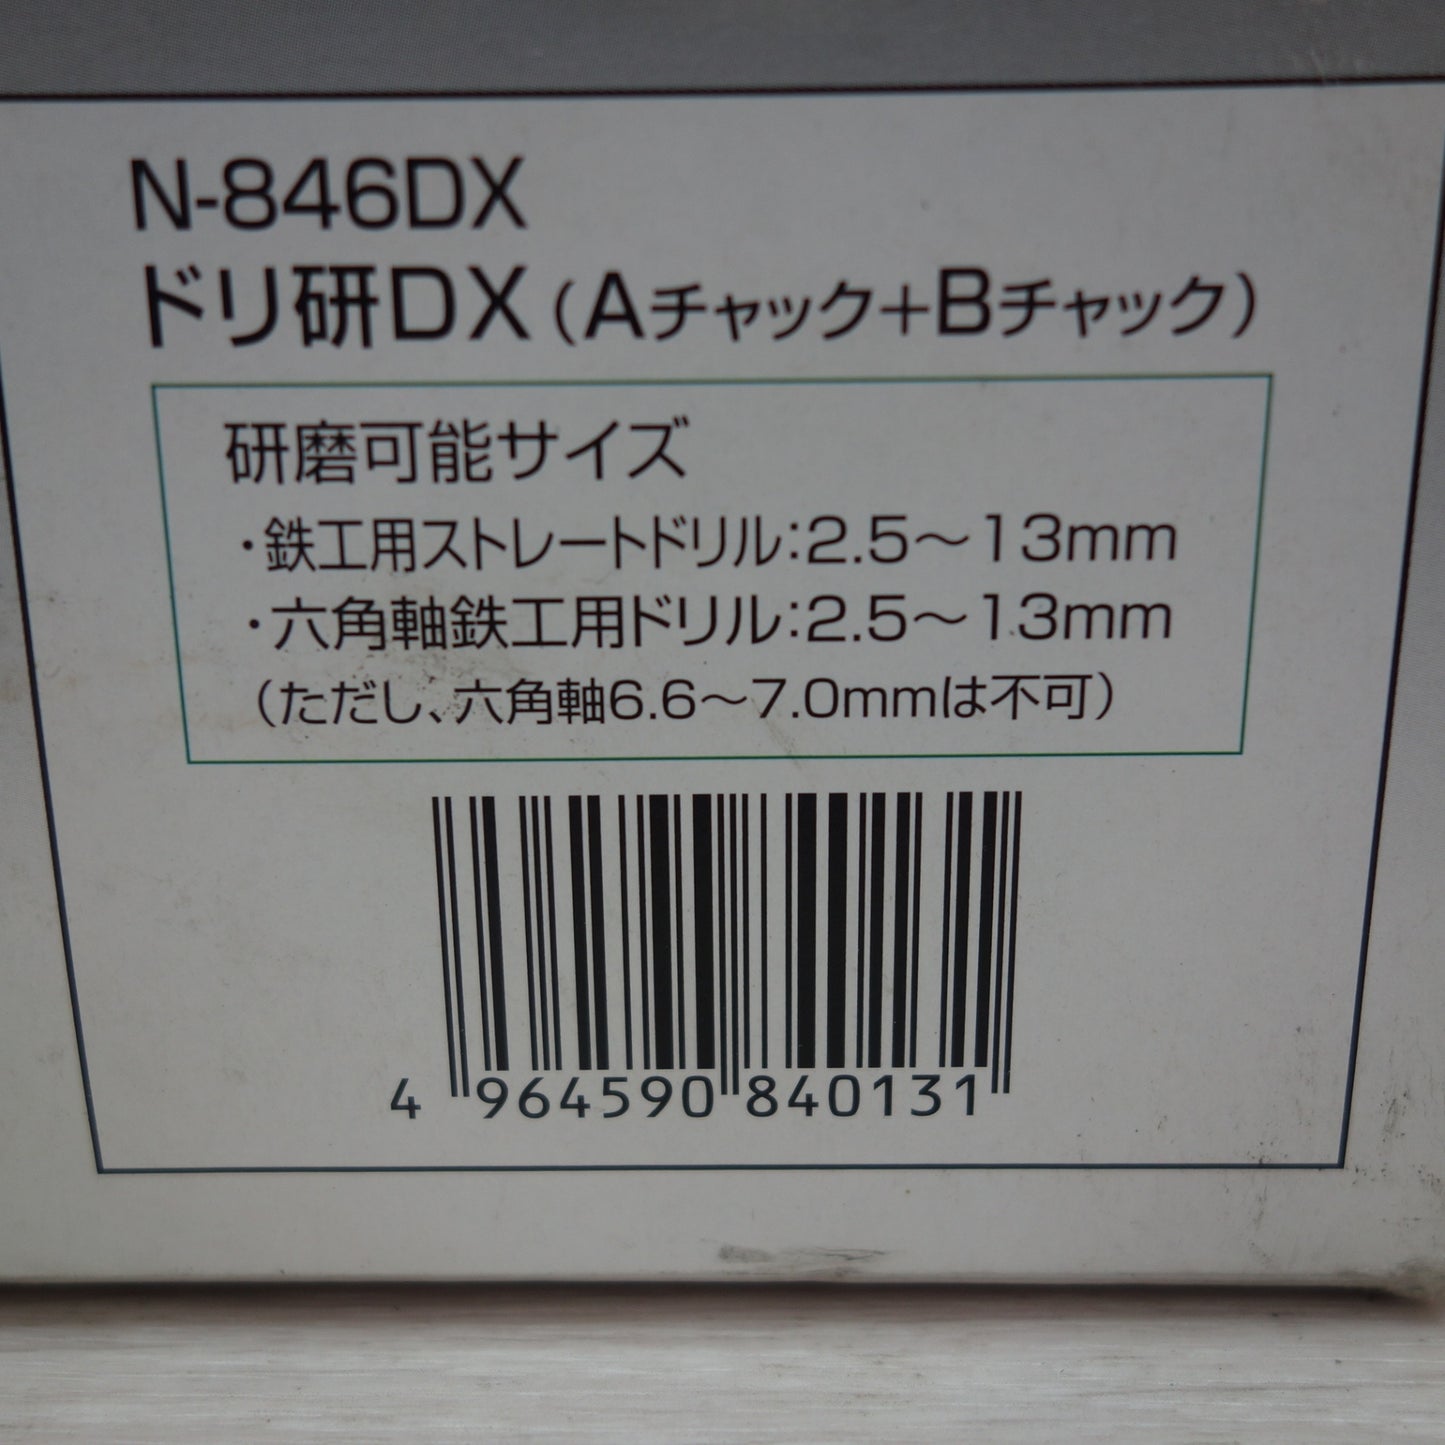 N-846DX
ドリ研DX（Aチャック＋Bチャック）
研磨可能サイズ
・鉄工用ストレートドリル：2.5〜13mm
・六角軸鉄工用ドリル：2.5〜13mm
（ただし、六角軸6.6〜7.0mmは不可）
4 964590 840131